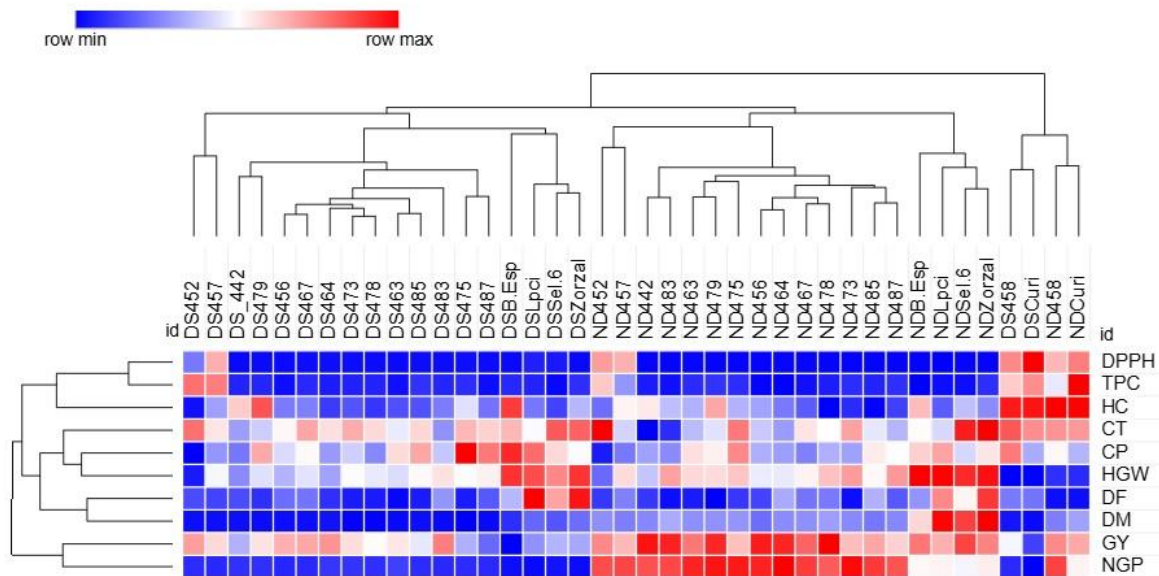 row min row max
id DS452 DS457 DS_442 DS479 DS456 DS467 DS464 DS473 DS478 DS463 DS485 DS483 DS475 DS487 DSB.Esp DSLpci DSSel.6 DSZorzal ND452 ND457 ND442 ND483 ND463 ND479 ND475 ND456 ND464 ND467 ND478 ND473 ND485 ND487 NDB.Esp NDLpci NDSel.6 NDZorzal DS458 DSCuri ND458 NDCuri id
DPPH
TPC
HC
CT
CP
HGW
DF
DM
GY
NGP